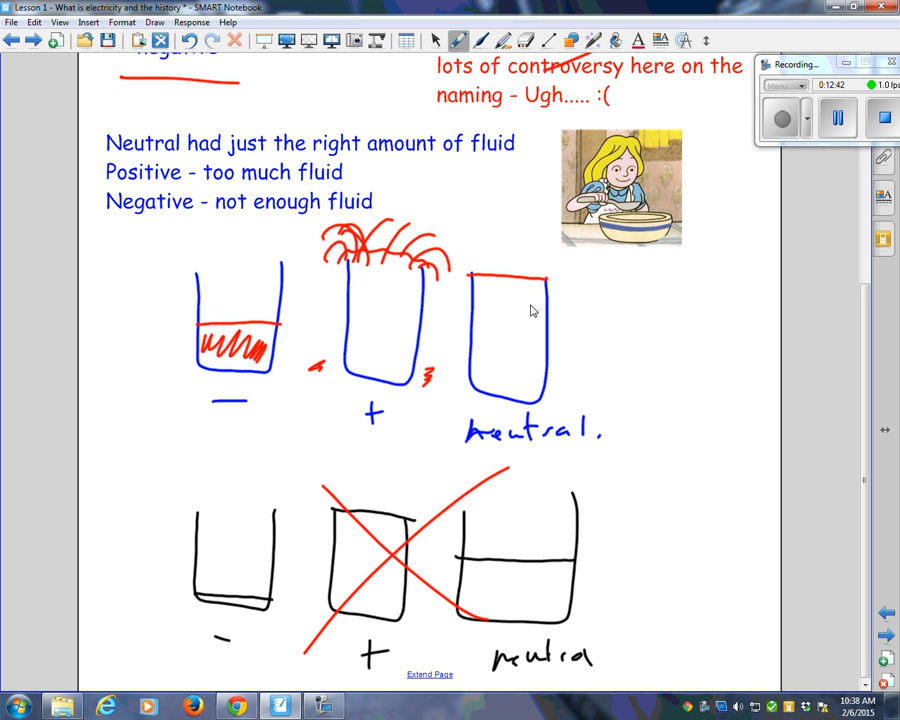 Lesson 1 - What is electricity and the history * - SMART Notebook
File Edit View Insert Format Draw Response Help
Recording...
Menu
0:12:42
1.0 fp
negative
lots of controversy here on the
naming - Ugh..... :(
Neutral had just the right amount of fluid
Positive - too much fluid
Negative - not enough fluid
− + neutral.
− + neutra
Extend Page
10:38 AM
2/6/2015